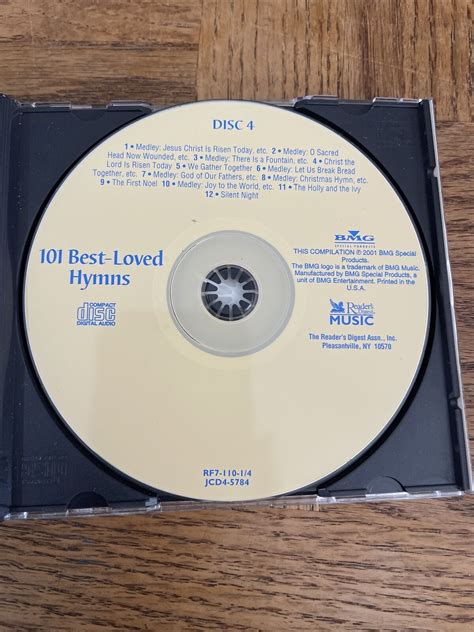 DISC 4
1 • Medley: Jesus Christ Is Risen Today, etc. 2 • Medley: O Sacred
Head Now Wounded, etc. 3 • Medley: There is a Fountain, etc. 4 • Christ the
Lord Is Risen Today 5 • We Gather Together 6 • Medley: Let Us Break Bread
Together, etc. 7 • Medley: God of Our Fathers, etc. 8 • Medley: Christmas Hymn, etc.
9 • The First Noel 10 • Medley: Joy to the World, etc. 11 • The Holly and the Ivy
12 • Silent Night
101 Best-Loved
Hymns
COMPACT
disc
DIGITAL AUDIO
BMG
SPECIAL PRODUCTS
THIS COMPILATION ℗ 2001 BMG Special
Products.
The BMG logo is a trademark of BMG Music.
Manufactured by BMG Special Products, a
unit of BMG Entertainment. Printed in the
U.S.A.
Reader's
Digest
MUSIC
The Reader's Digest Assn., Inc.
Pleasantville, NY 10570
RF7-110-1/4
JCD4-5784